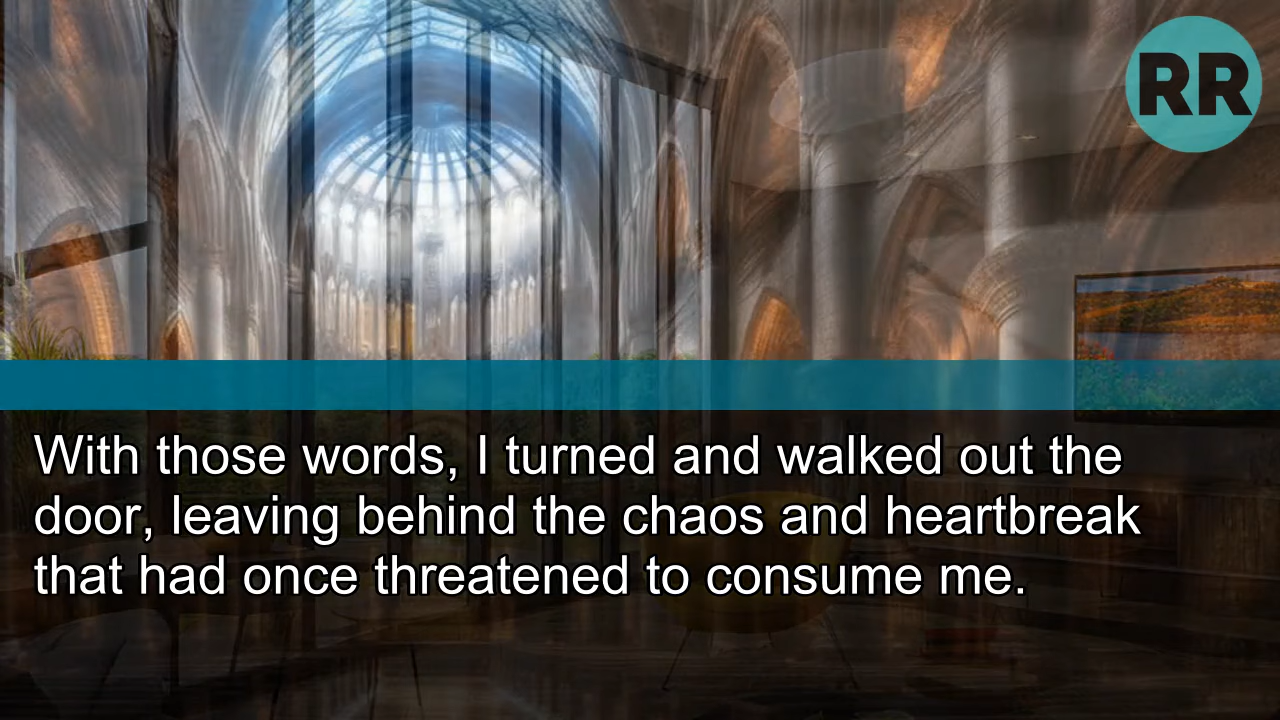 RR
With those words, I turned and walked out the
door, leaving behind the chaos and heartbreak
that had once threatened to consume me.